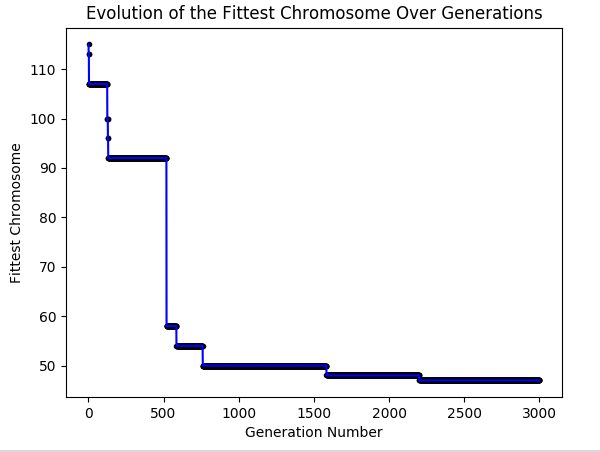 Evolution of the Fittest Chromosome Over Generations
110
100
90
80
70
60
50
Fittest Chromosome
0 500 1000 1500 2000 2500 3000
Generation Number